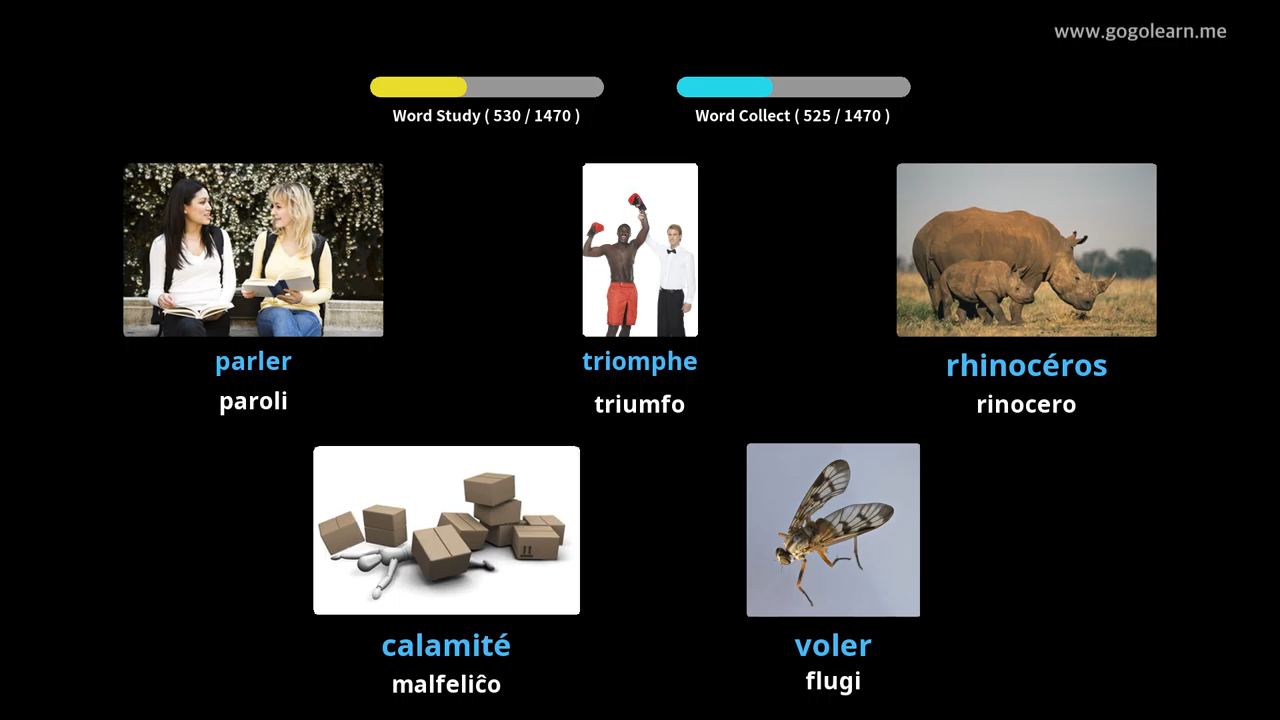 www.gogolearn.me
Word Study ( 530 / 1470 )
Word Collect ( 525 / 1470 )
parler
paroli
triomphe
triumfo
rhinocéros
rinocero
calamité
malfeliĉo
voler
flugi